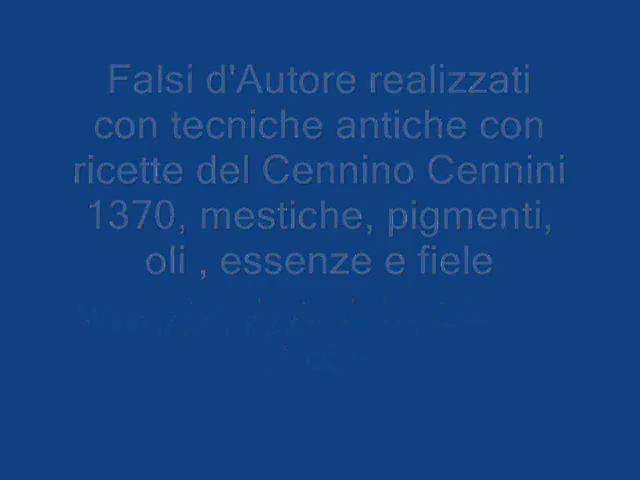 Falsi d'Autore realizzati
con tecniche antiche con
ricette del Cennino Cennini
1370, mestiche, pigmenti,
oli , essenze e fiele